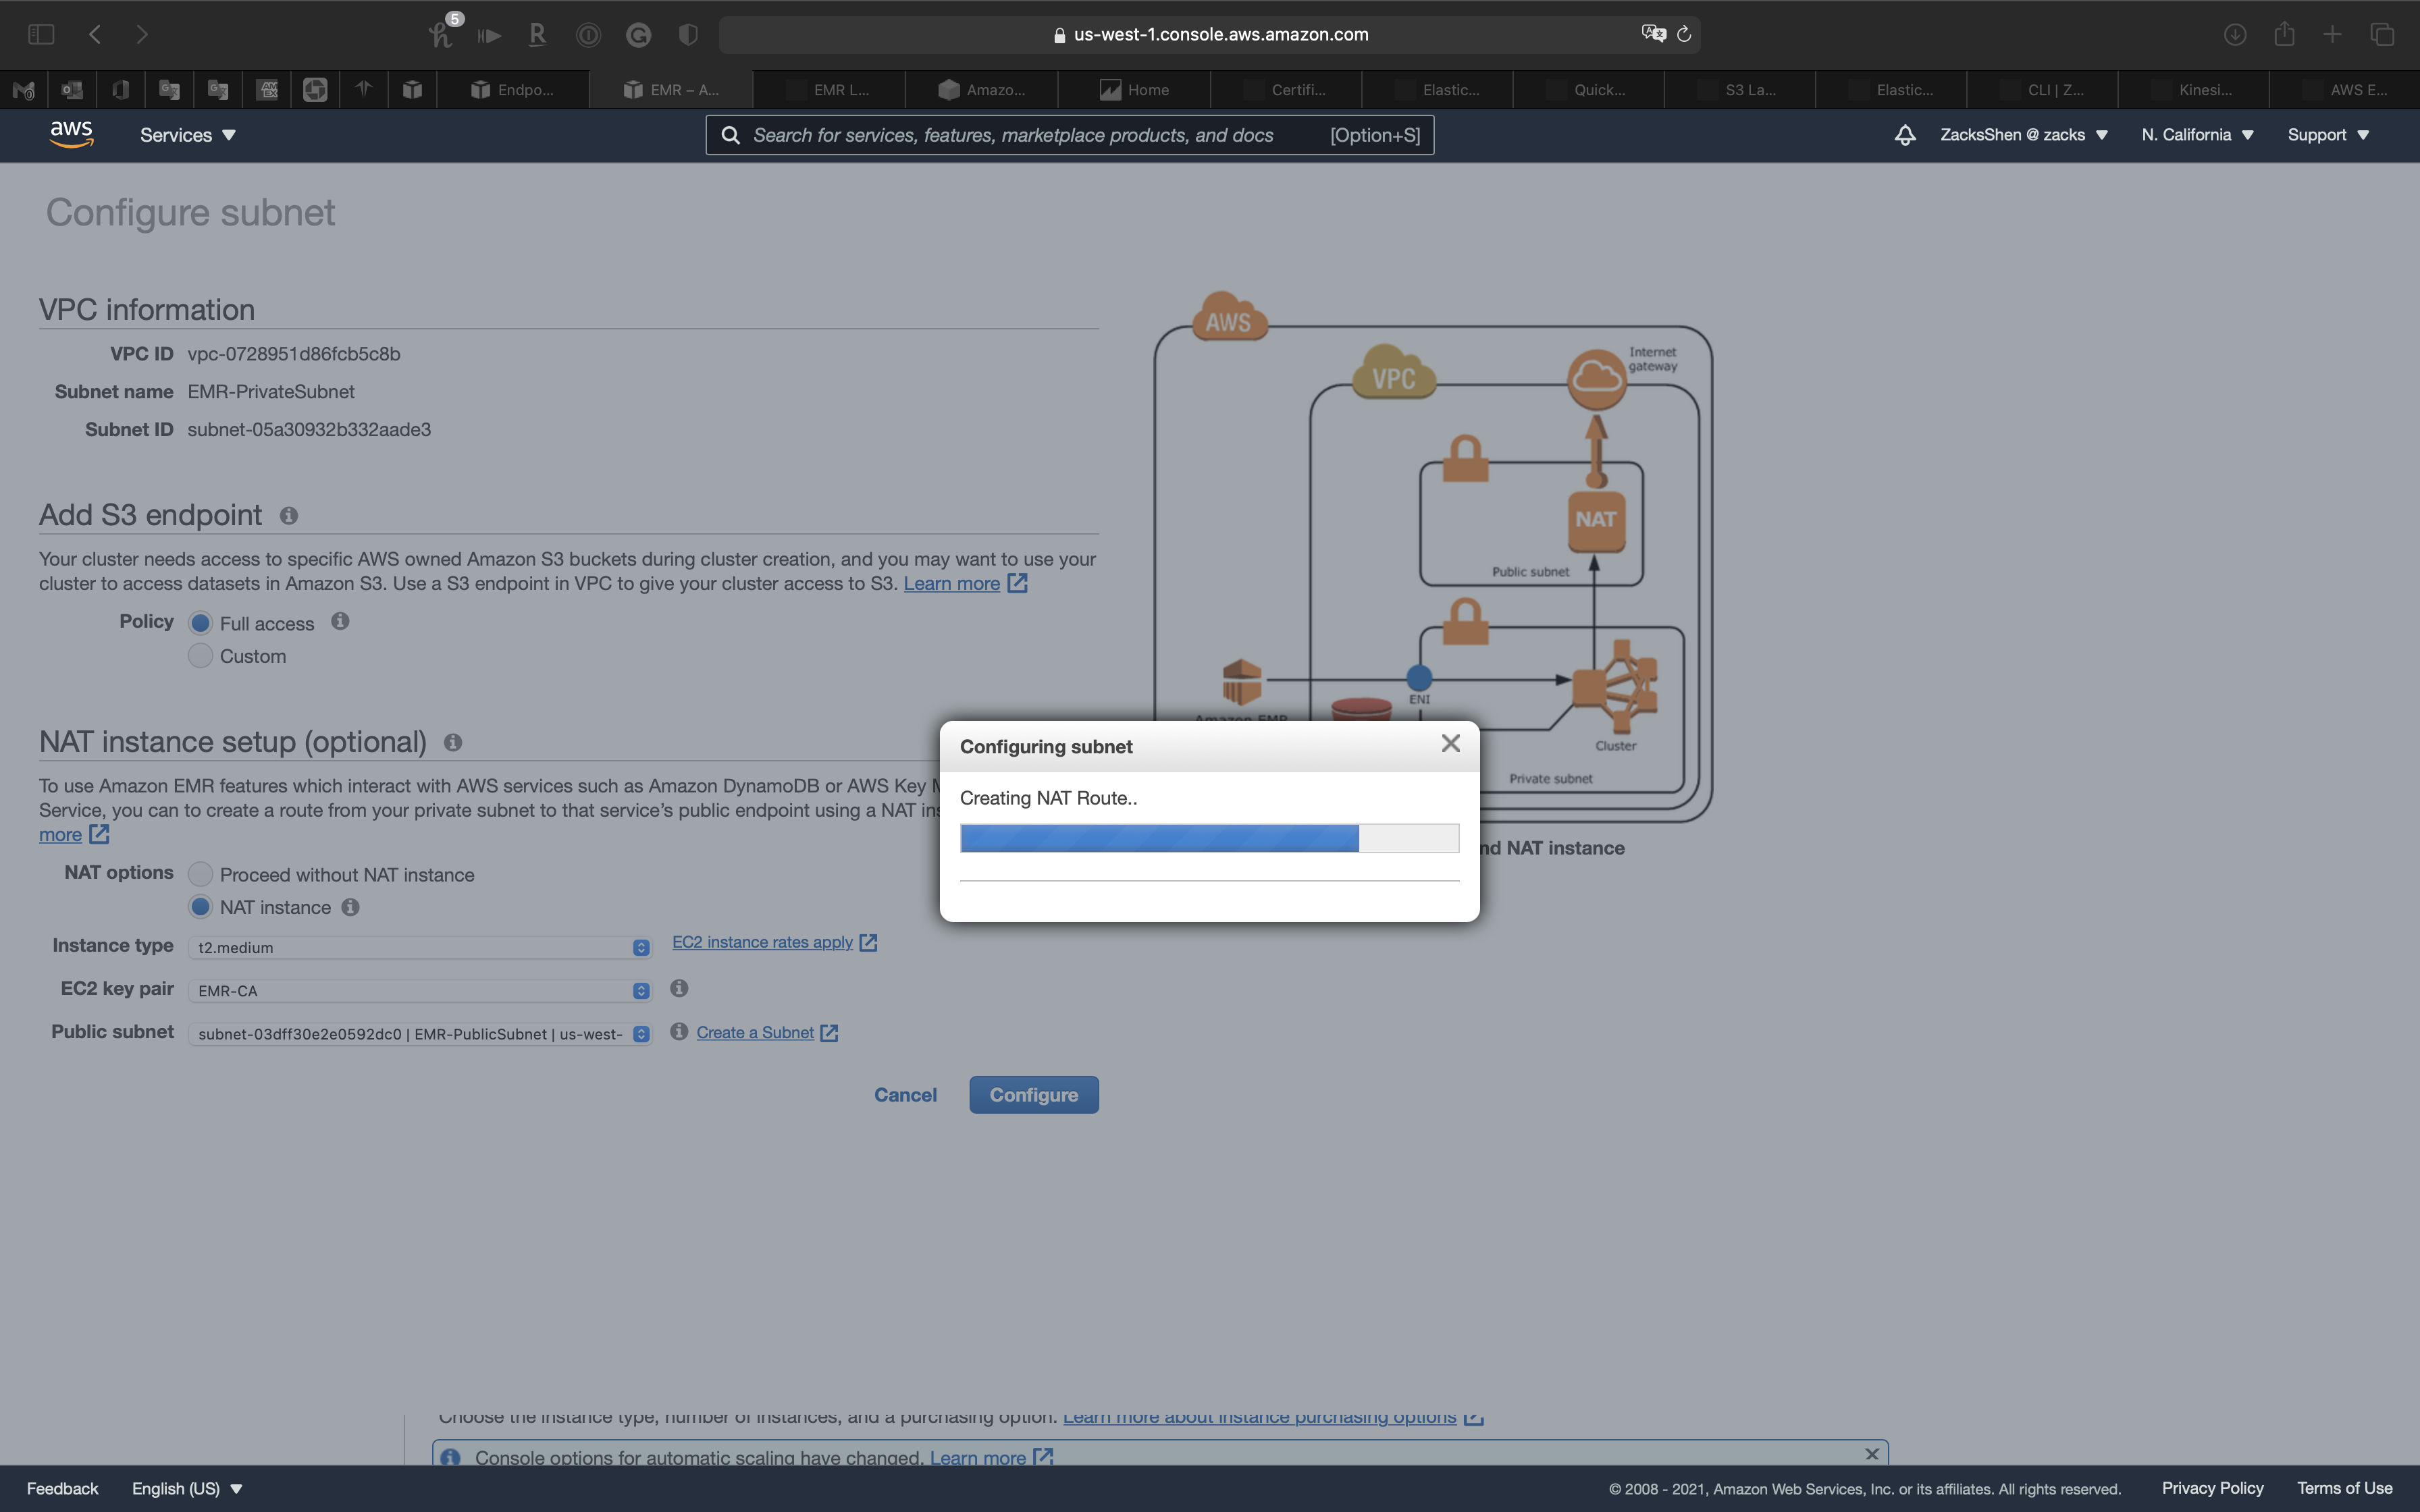 5
us-west-1.console.aws.amazon.com
Endpo...
EMR – A...
EMR L...
Amazo...
Home
Certifi...
Elastic...
Quick...
S3 La...
Elastic...
CLI | Z...
Kinesi...
AWS E...
aws
Services
Search for services, features, marketplace products, and docs
[Option+S]
ZacksShen @ zacks
N. California
Support
Configure subnet
VPC information
VPC ID vpc-0728951d86fcb5c8b
Subnet name EMR-PrivateSubnet
Subnet ID subnet-05a30932b332aade3
Add S3 endpoint
Your cluster needs access to specific AWS owned Amazon S3 buckets during cluster creation, and you may want to use your
cluster to access datasets in Amazon S3. Use a S3 endpoint in VPC to give your cluster access to S3. Learn more
Policy Full access
Custom
NAT instance setup (optional)
To use Amazon EMR features which interact with AWS services such as Amazon DynamoDB or AWS Key M
Service, you can to create a route from your private subnet to that service's public endpoint using a NAT ins
more
NAT options Proceed without NAT instance
NAT instance
Instance type t2.medium EC2 instance rates apply
EC2 key pair EMR-CA
Public subnet subnet-03dff30e2e0592dc0 | EMR-PublicSubnet | us-west- Create a Subnet
Cancel Configure
AWS
VPC
Internet
gateway
NAT
Public subnet
ENI
Amazon EMR
Cluster
Private subnet
nd NAT instance
Configuring subnet
Creating NAT Route..
Choose the instance type, number of instances, and a purchasing option. Learn more about instance purchasing options
Console options for automatic scaling have changed. Learn more
Feedback English (US)
© 2008 - 2021, Amazon Web Services, Inc. or its affiliates. All rights reserved. Privacy Policy Terms of Use